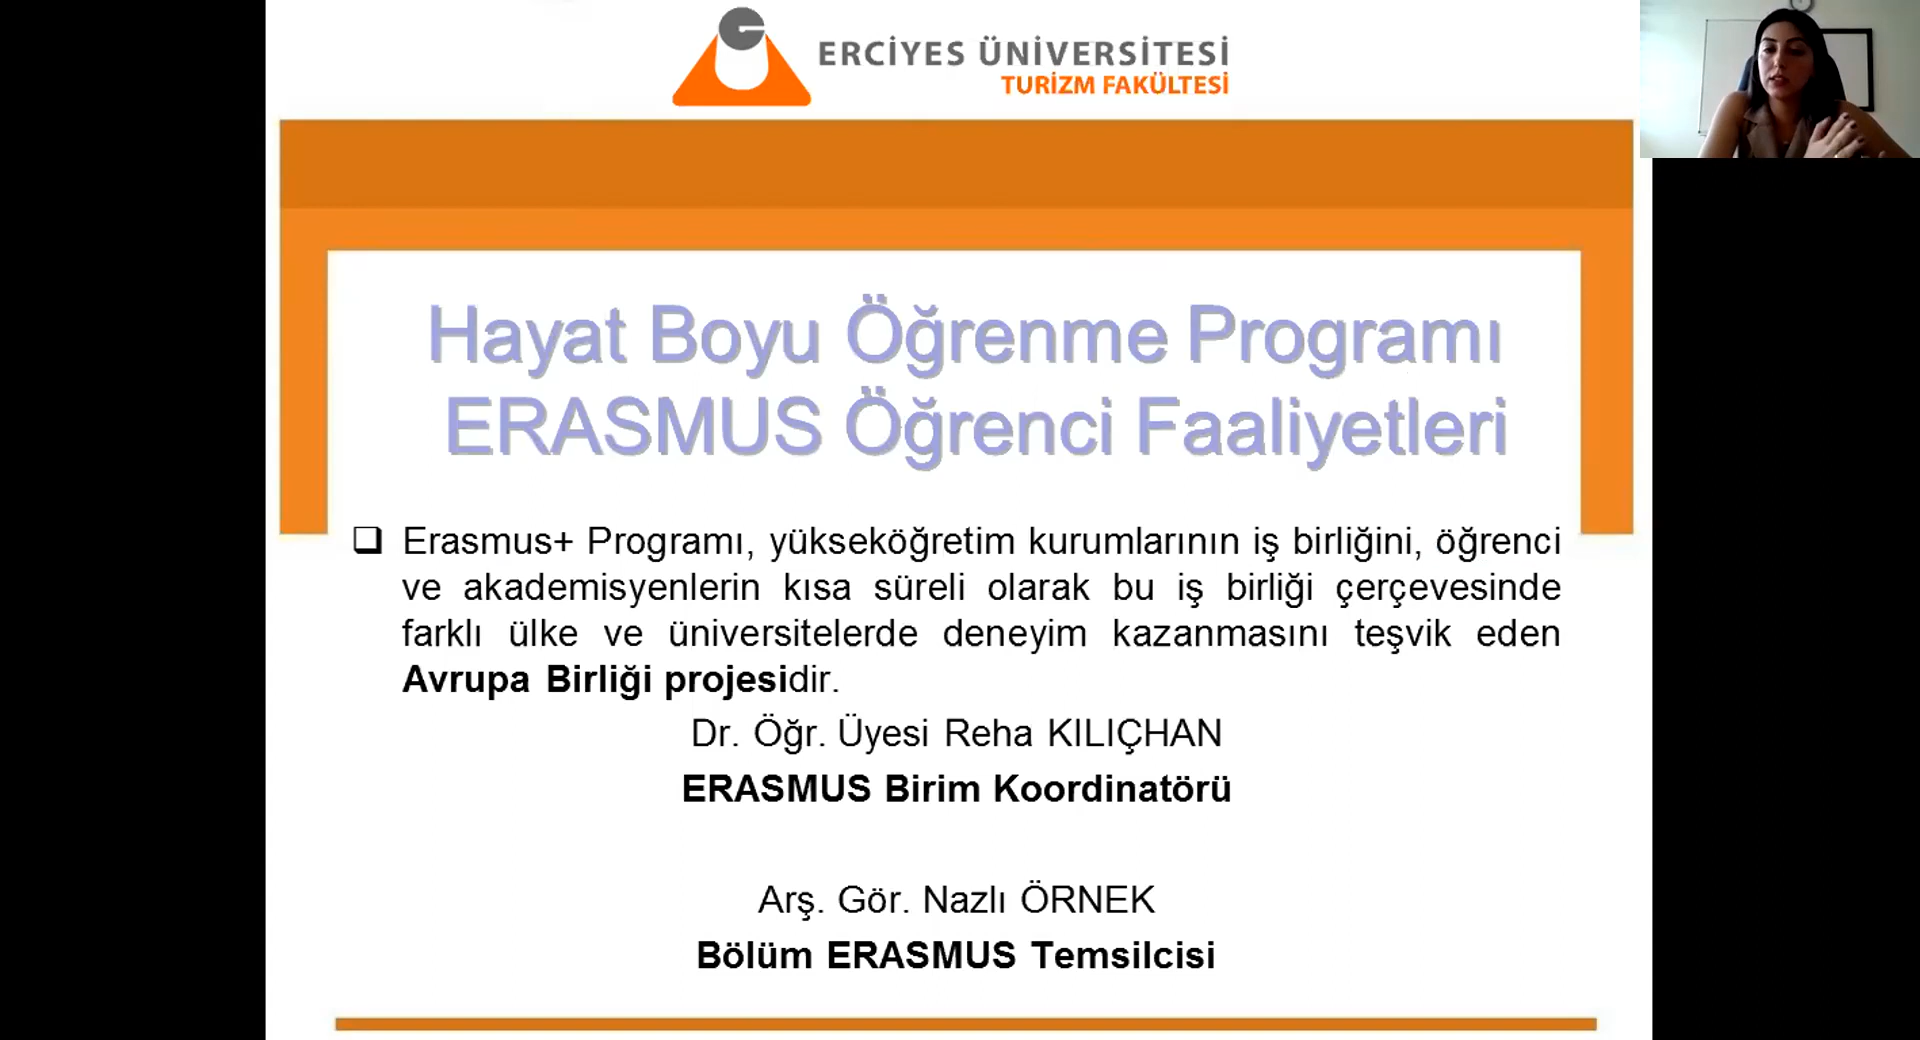 ERCİYES ÜNİVERSİTESİ
TURİZM FAKÜLTESİ
Hayat Boyu Öğrenme Programı
ERASMUS Öğrenci Faaliyetleri
❑ Erasmus+ Programı, yükseköğretim kurumlarının iş birliğini, öğrenci
ve akademisyenlerin kısa süreli olarak bu iş birliği çerçevesinde
farklı ülke ve üniversitelerde deneyim kazanmasını teşvik eden
Avrupa Birliği projesidir.
Dr. Öğr. Üyesi Reha KILIÇHAN
ERASMUS Birim Koordinatörü
Arş. Gör. Nazlı ÖRNEK
Bölüm ERASMUS Temsilcisi